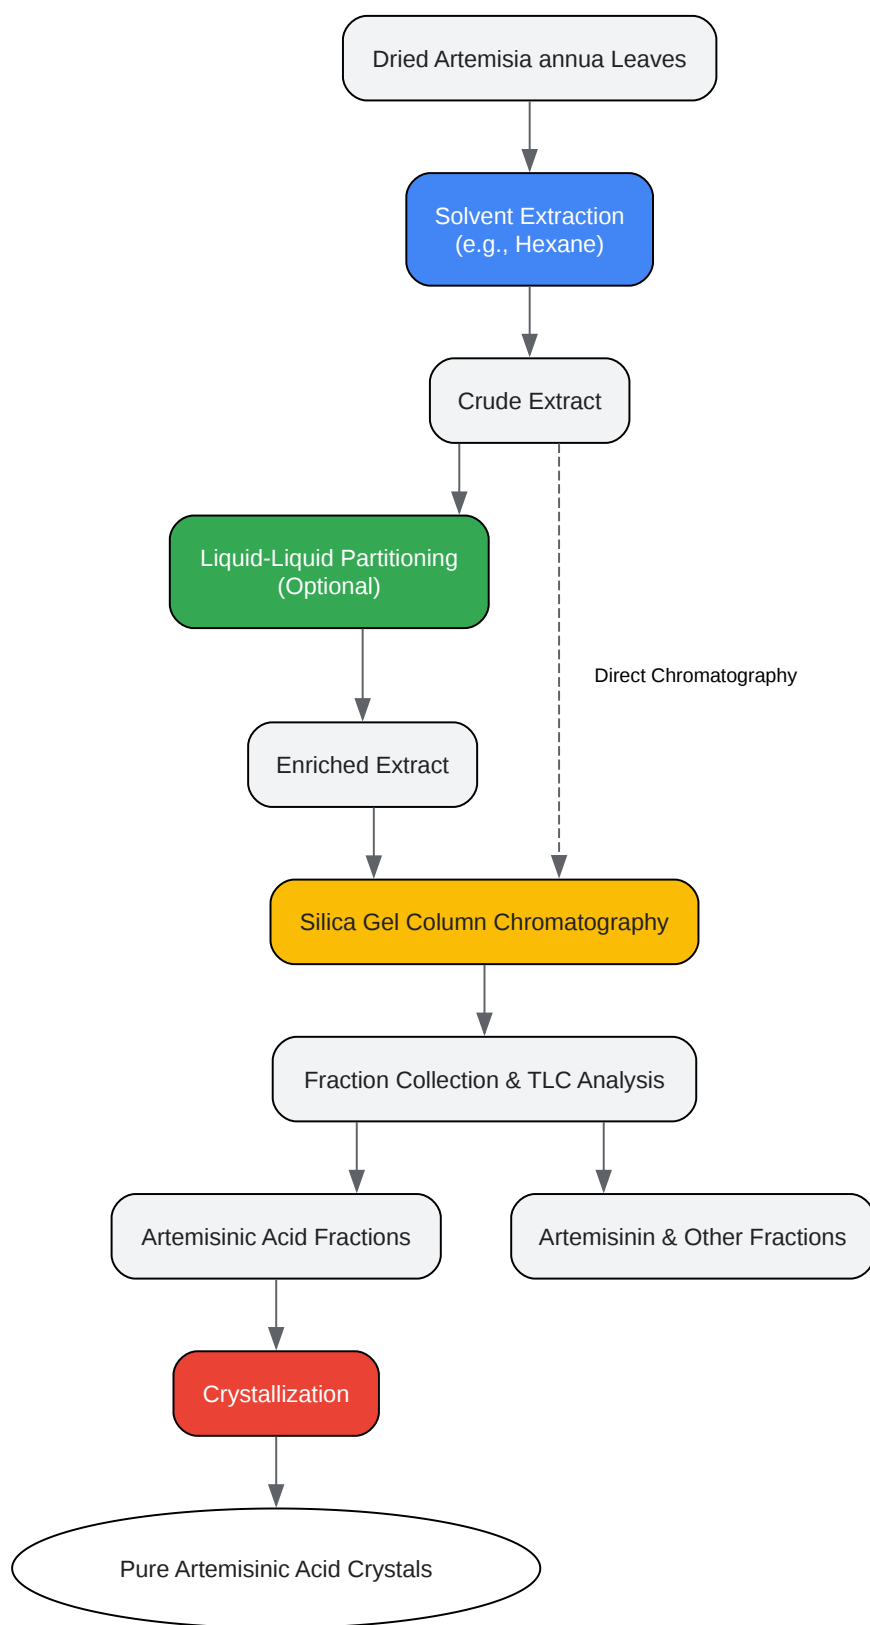 Dried Artemisia annua Leaves
Solvent Extraction
(e.g., Hexane)
Crude Extract
Liquid-Liquid Partitioning
(Optional)
Direct Chromatography
Enriched Extract
Silica Gel Column Chromatography
Fraction Collection & TLC Analysis
Artemisinic Acid Fractions
Artemisinin & Other Fractions
Crystallization
Pure Artemisinic Acid Crystals